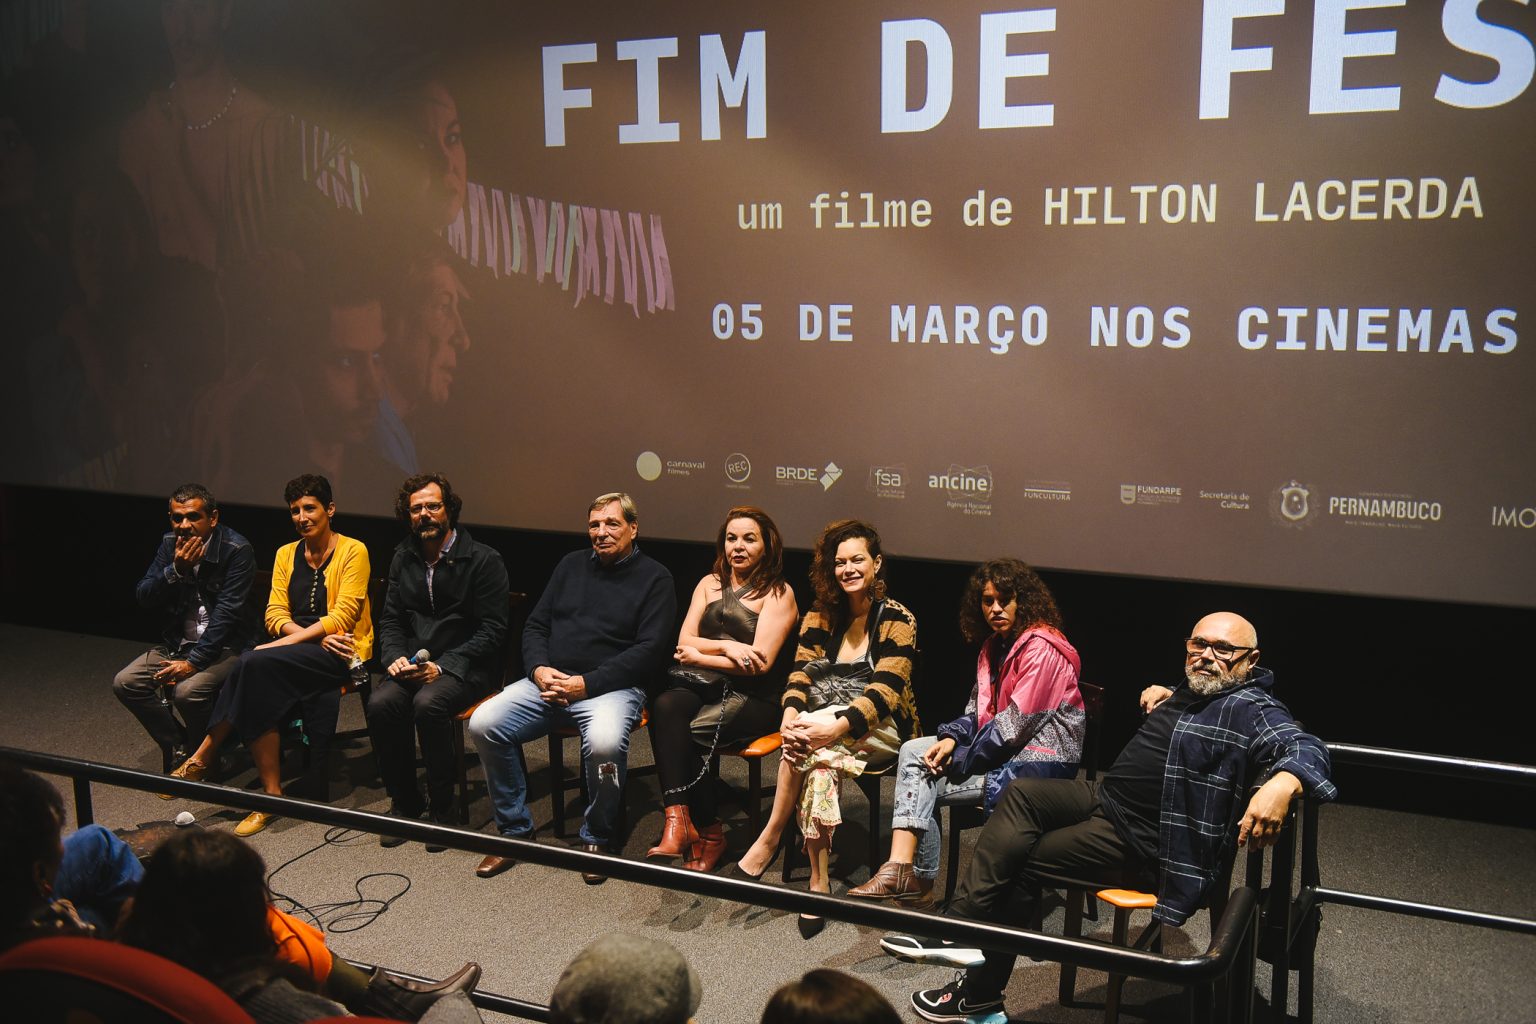 FIM DE FES
um filme de HILTON LACERDA
05 DE MARÇO NOS CINEMAS
carnaval
filmes
REC
BRDE
fsa
ancine
Agência Nacional
do Cinema
FUNCULTURA
FUNDARPE
Secretaria de
Cultura
PERNAMBUCO
IMO